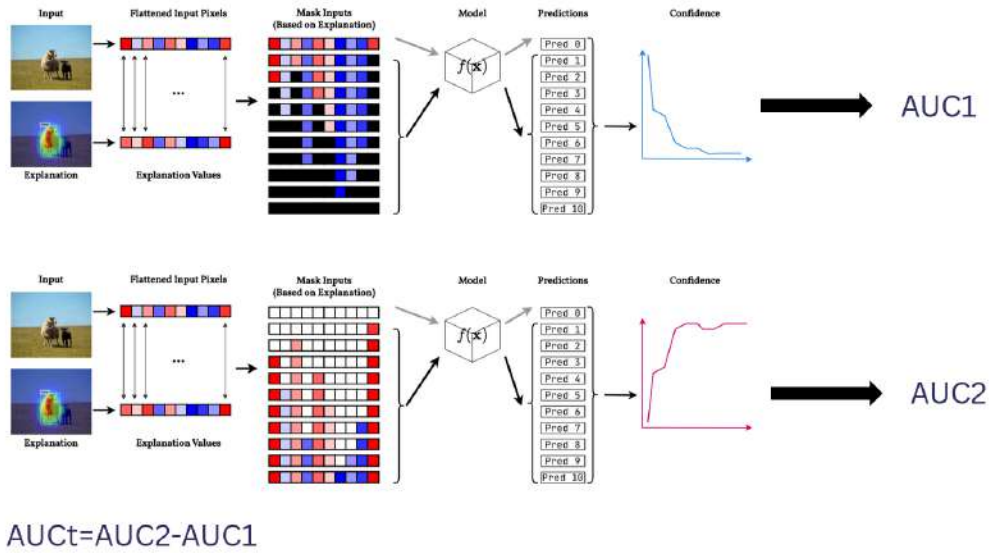 Input
Flattened Input Pixels
Mask Inputs
(Based on Explanation)
Model
Predictions
Confidence
...
f(x)
Pred 0
Pred 1
Pred 2
Pred 3
Pred 4
Pred 5
Pred 6
Pred 7
Pred 8
Pred 9
Pred 10
AUC1
Explanation
Explanation Values
Input
Flattened Input Pixels
Mask Inputs
(Based on Explanation)
Model
Predictions
Confidence
...
f(x)
Pred 0
Pred 1
Pred 2
Pred 3
Pred 4
Pred 5
Pred 6
Pred 7
Pred 8
Pred 9
Pred 10
AUC2
Explanation
Explanation Values
AUCt=AUC2-AUC1